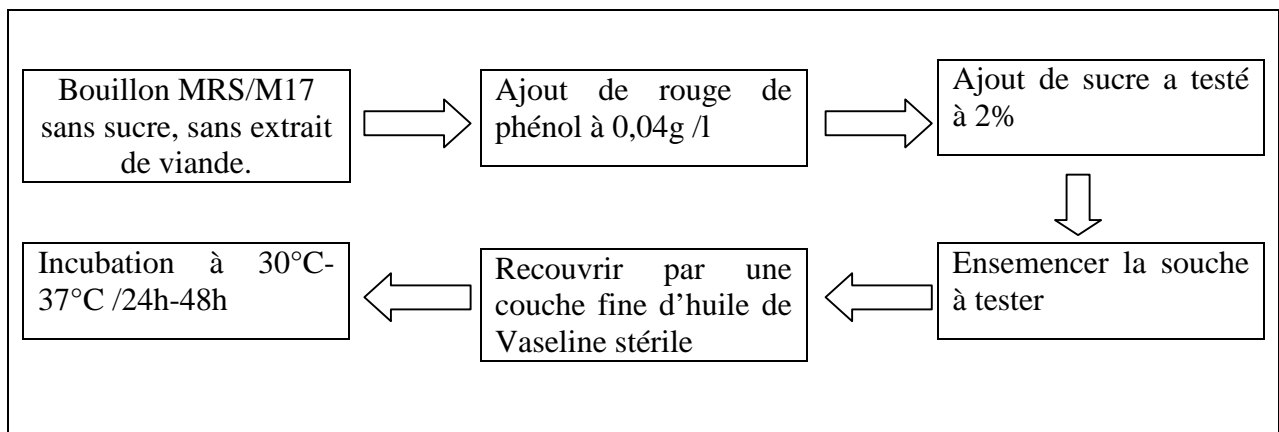 Bouillon MRS/M17
sans sucre, sans extrait
de viande.
Ajout de rouge de
phénol à 0,04g /l
Ajout de sucre a testé
à 2%
Ensemencer la souche
à tester
Recouvrir par une
couche fine d’huile de
Vaseline stérile
Incubation à 30°C-
37°C /24h-48h